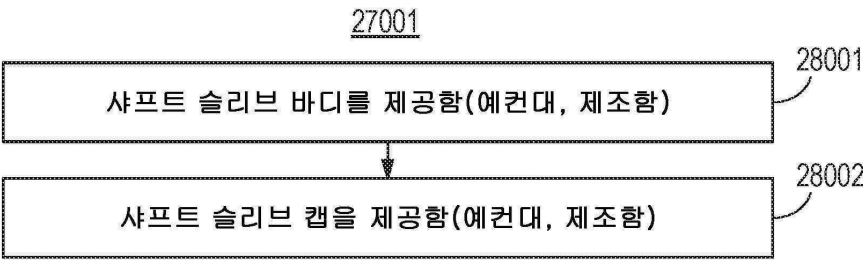 27001
28001
샤프트 슬리브 바디를 제공함(예컨대, 제조함)
28002
샤프트 슬리브 캡을 제공함(예컨대, 제조함)